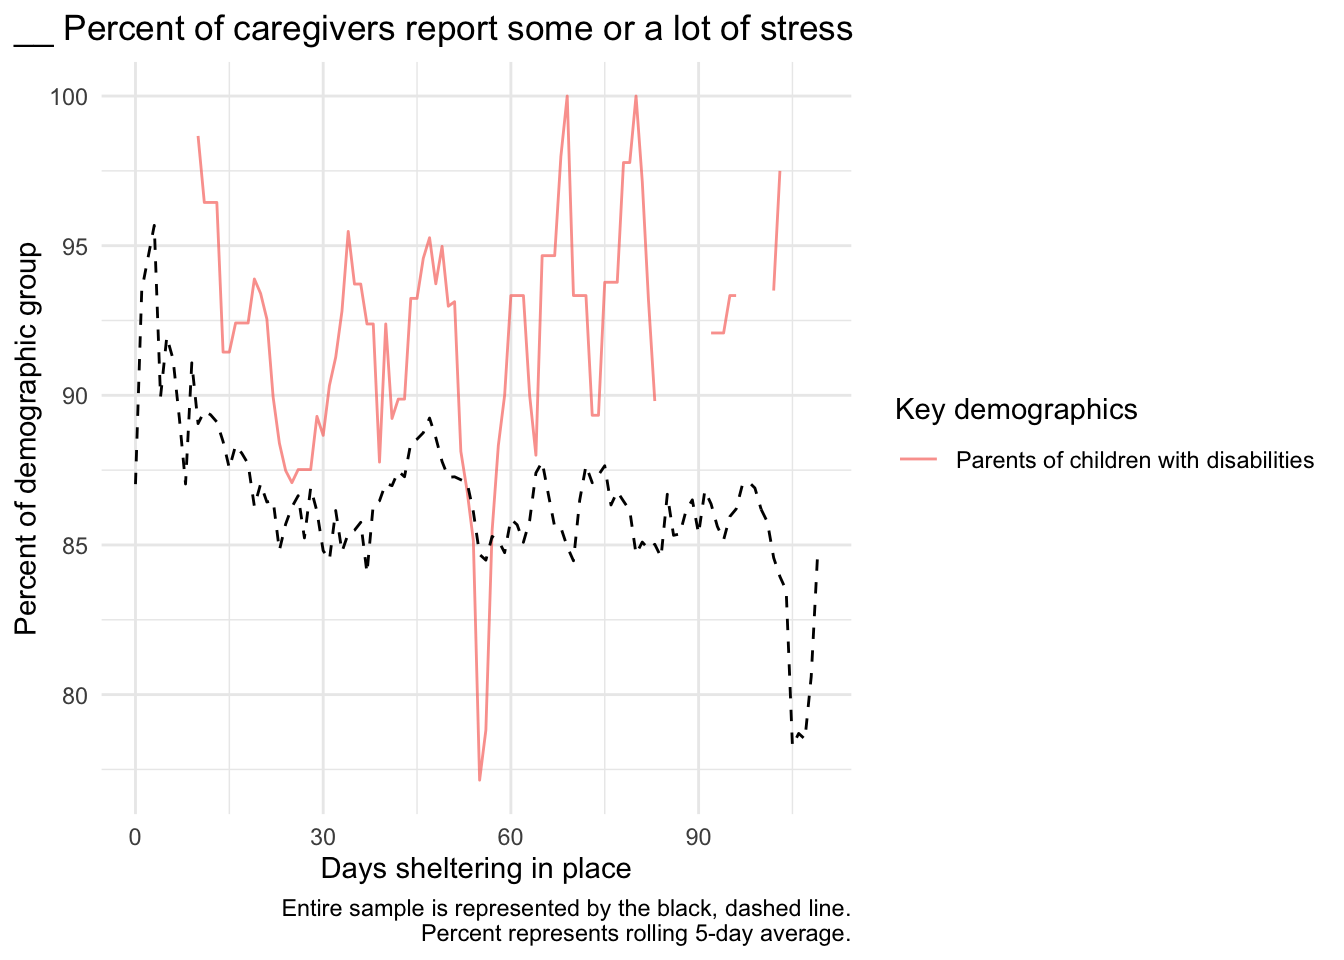 __ Percent of caregivers report some or a lot of stress
Percent of demographic group
100
95
90
85
80
0
30
60
90
Days sheltering in place
Entire sample is represented by the black, dashed line.
Percent represents rolling 5-day average.
Key demographics
Parents of children with disabilities